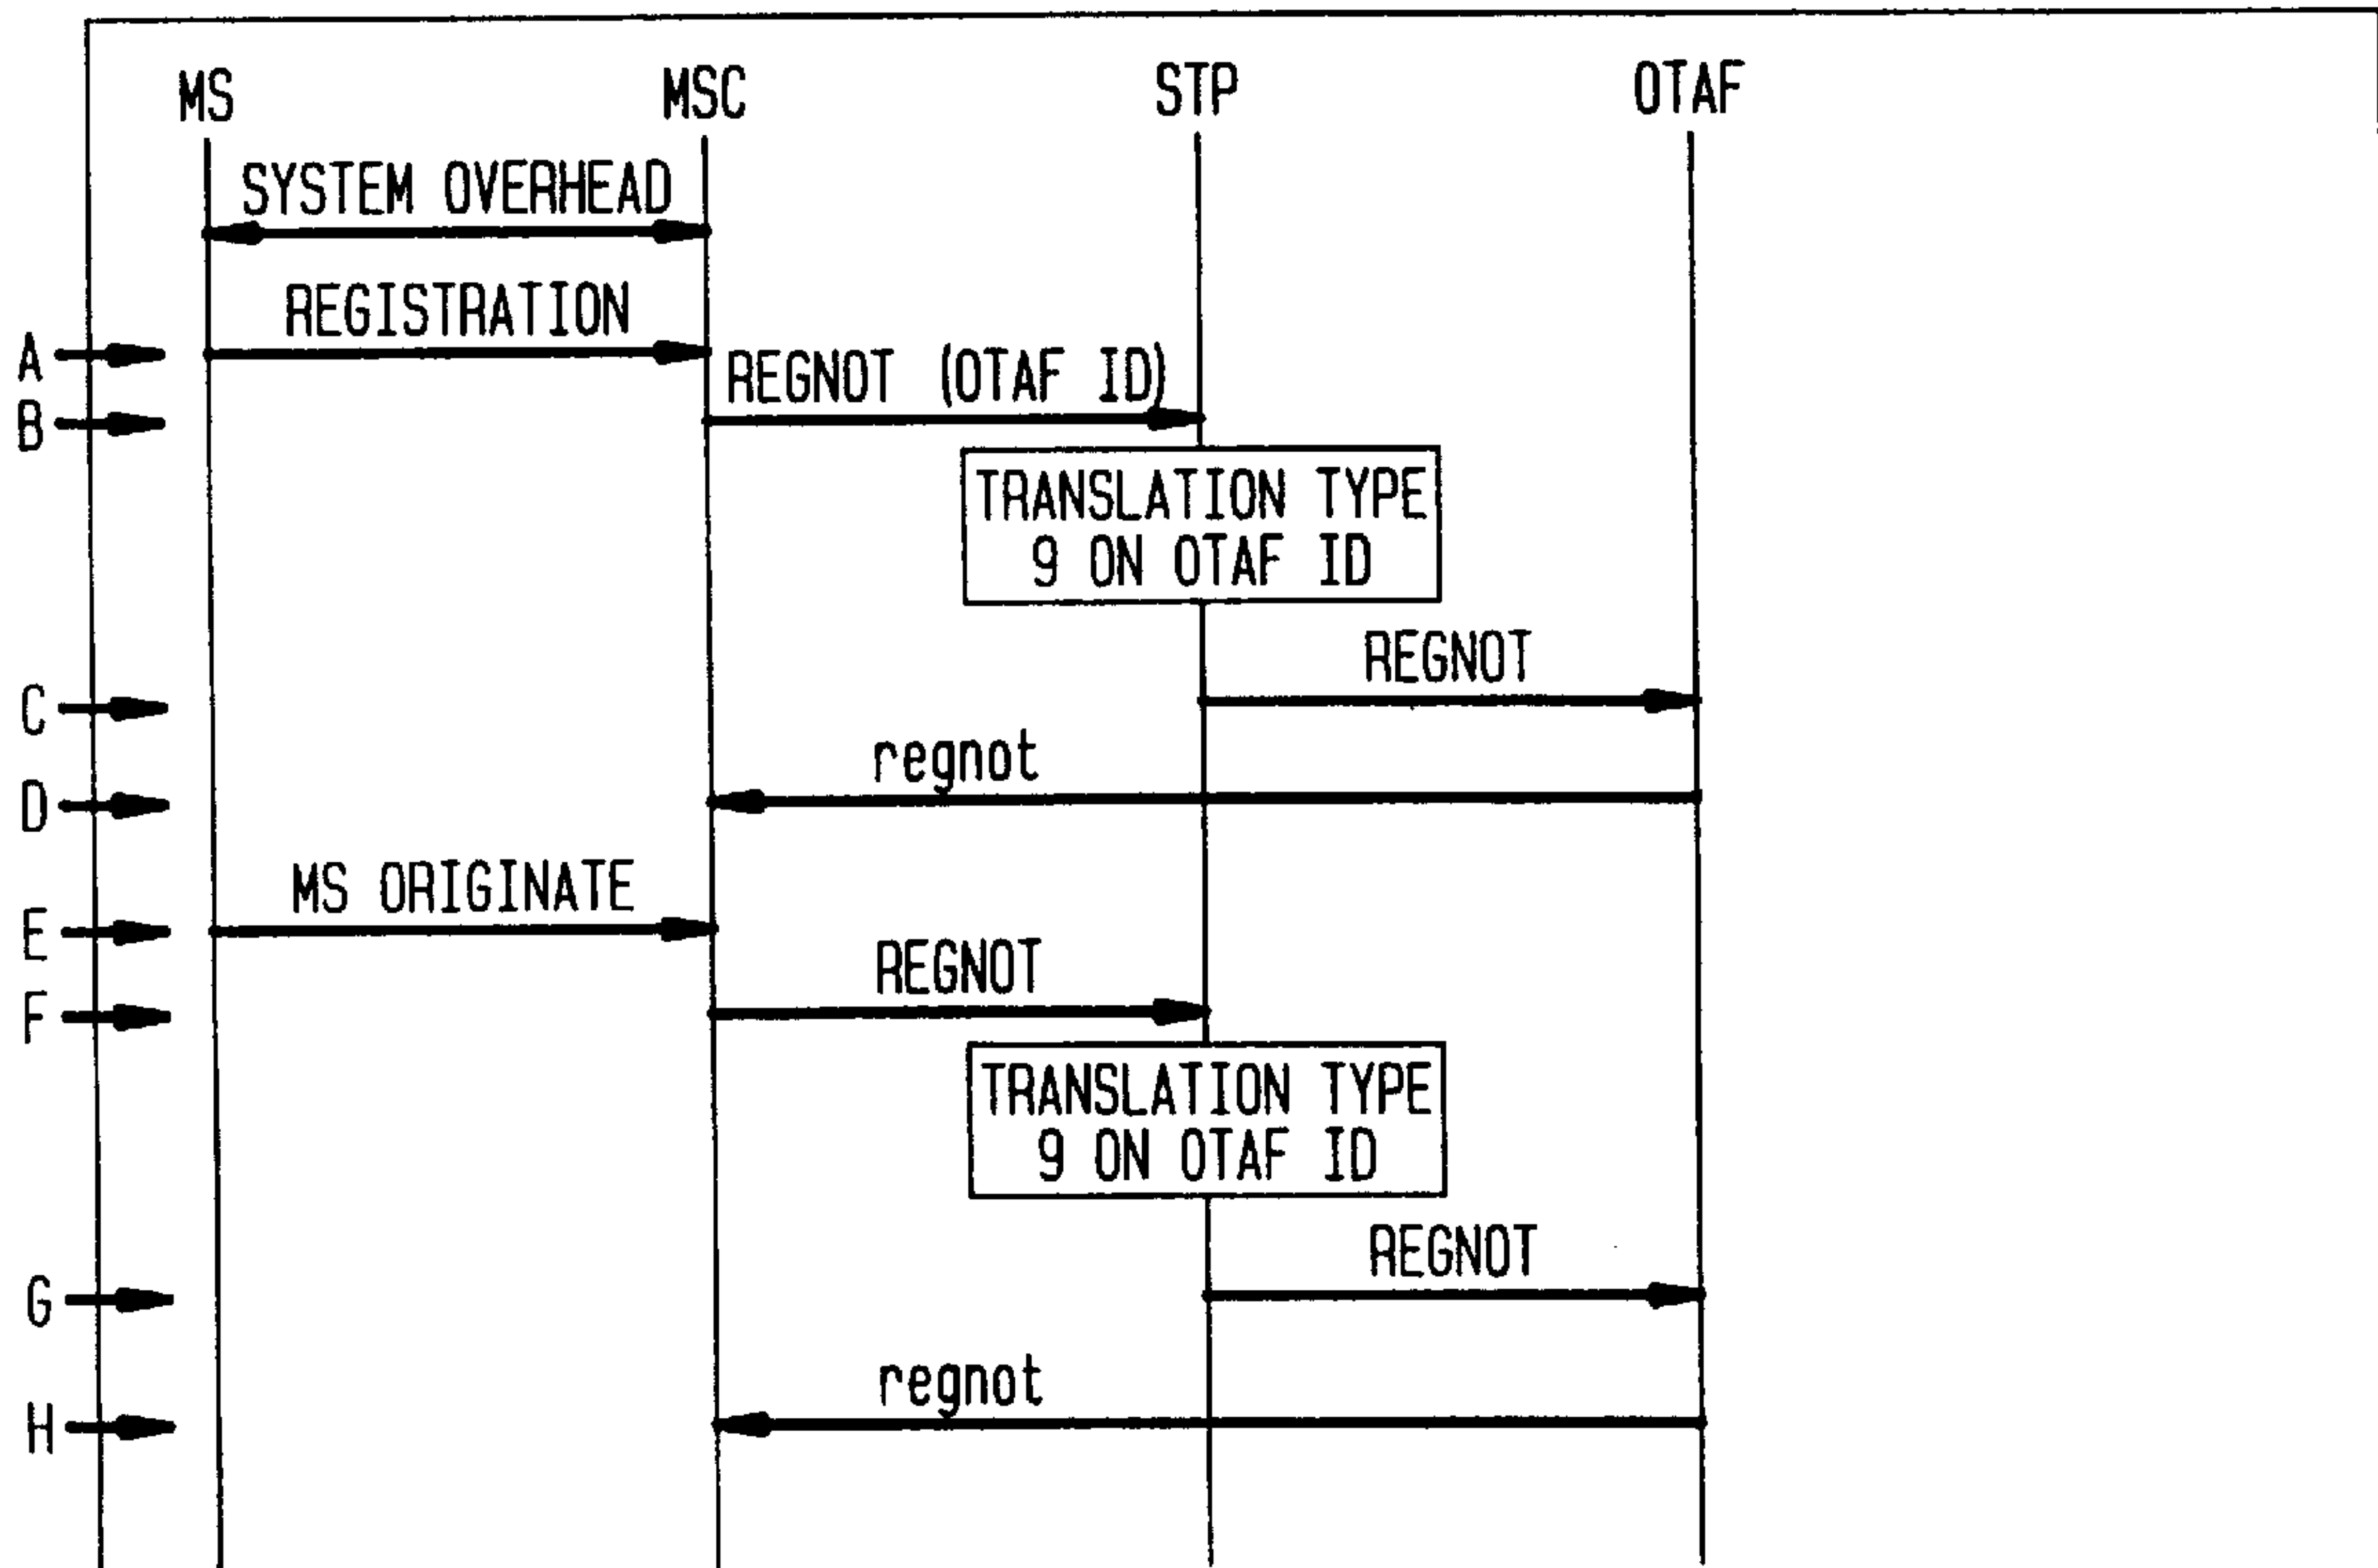 MS MSC STP OTAF
SYSTEM OVERHEAD
REGISTRATION
A
REGNOT (OTAF ID)
B
TRANSLATION TYPE
9 ON OTAF ID
REGNOT
C
regnot
D
MS ORIGINATE
E
REGNOT
F
TRANSLATION TYPE
9 ON OTAF ID
REGNOT
G
regnot
H